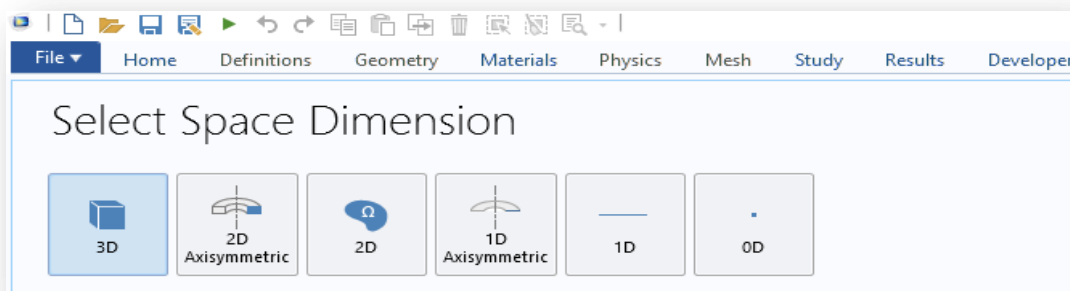 File Home Definitions Geometry Materials Physics Mesh Study Results Developer
Select Space Dimension
Ω
3D 2D Axisymmetric 2D 1D Axisymmetric 1D 0D